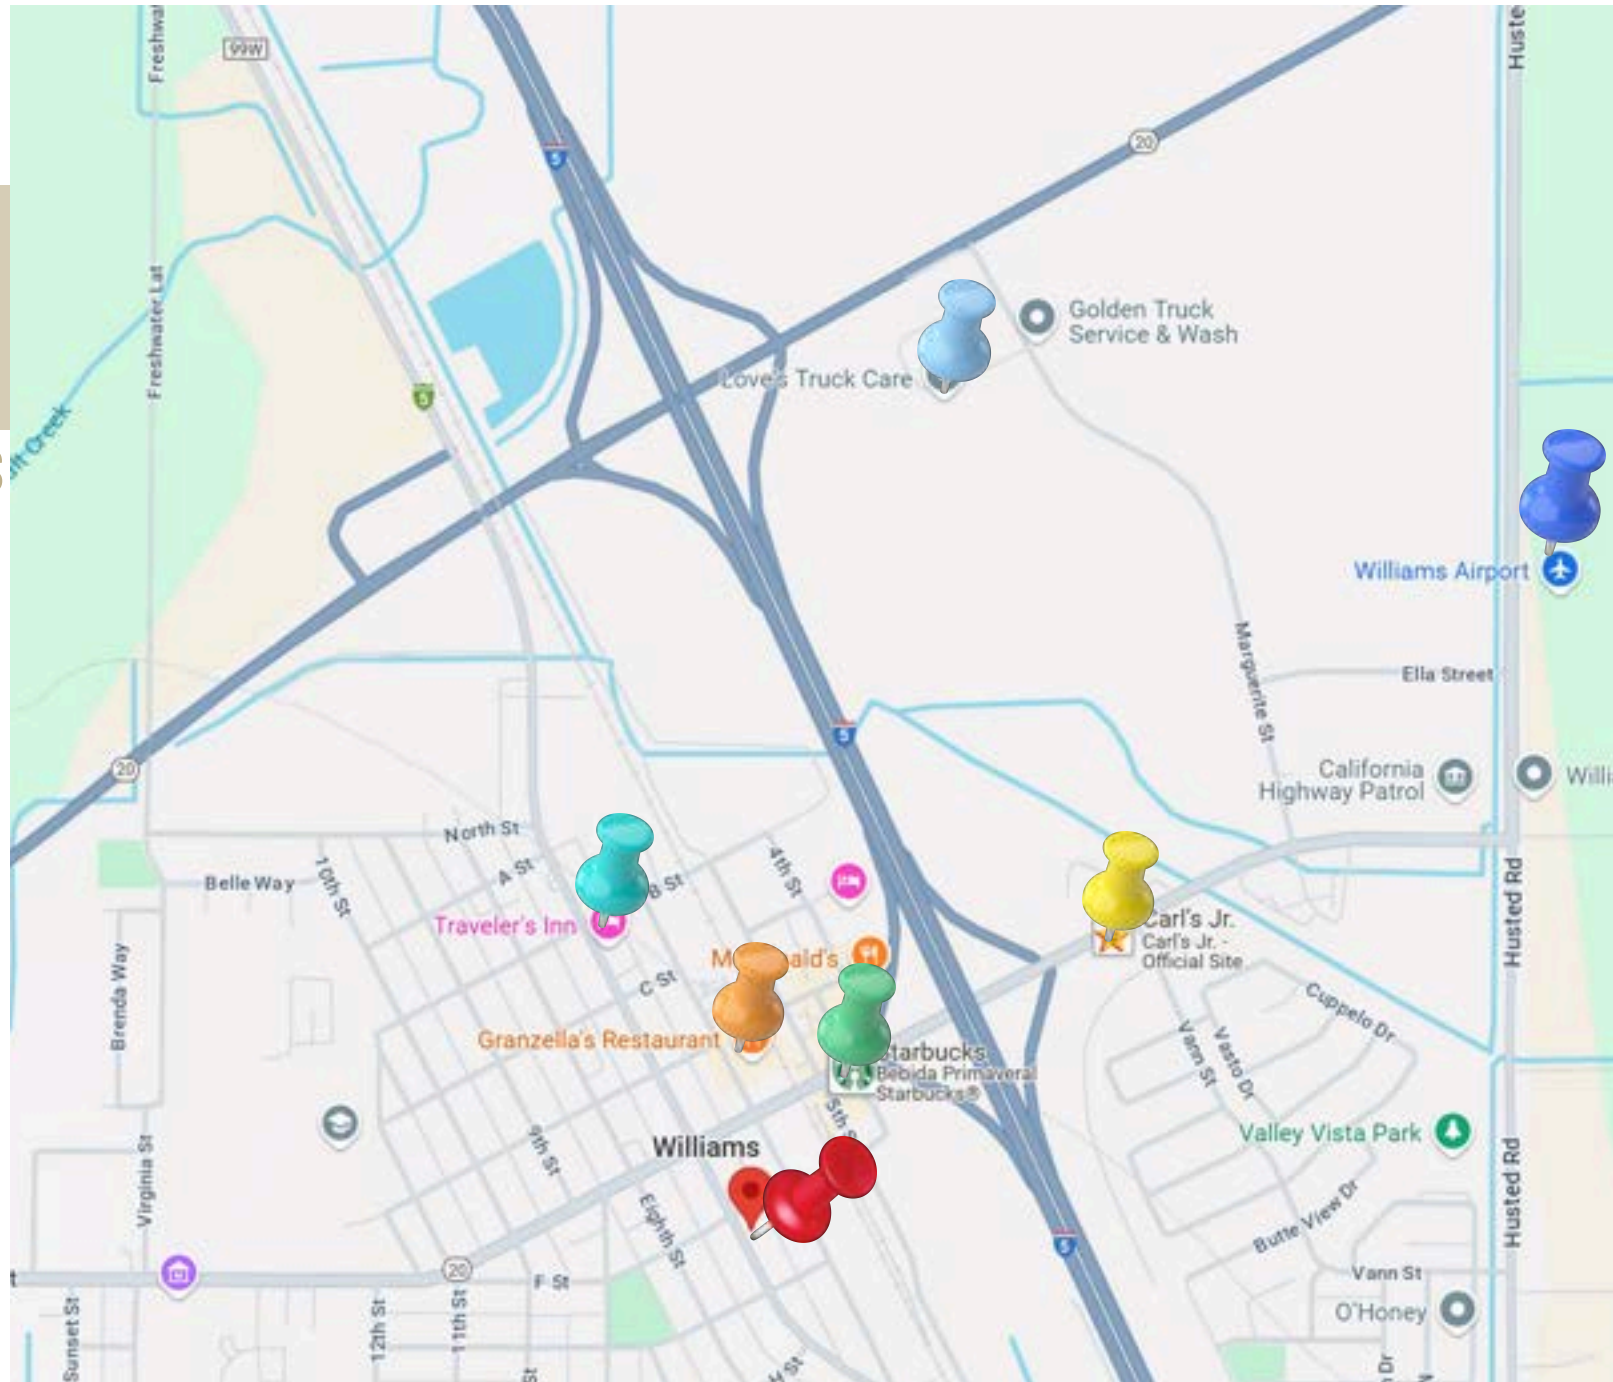 99W
Huste
5
20
Freshwater Lat
Golden Truck
Service & Wash
Love's Truck Care
5
Williams Airport
Marguerite St
Ella Street
5
20
California
Highway Patrol
Willi
North St
A St
B St
4th St
10th St
Belle Way
Traveler's Inn
Carl's Jr.
Carl's Jr. -
Official Site
Husted Rd
Brenda Way
C St
Cuppelo Dr
Granzella's Restaurant
Vann St
Vasto Dr
Starbucks
Bebida Primaveral
Starbucks®
5th S
Valley Vista Park
9th St
Williams
Virginia St
Husted Rd
Eighth St
Butte View Dr
5
20
F St
Vann St
O'Honey
Sunset St
12th St
11th St
St
H St
Dr